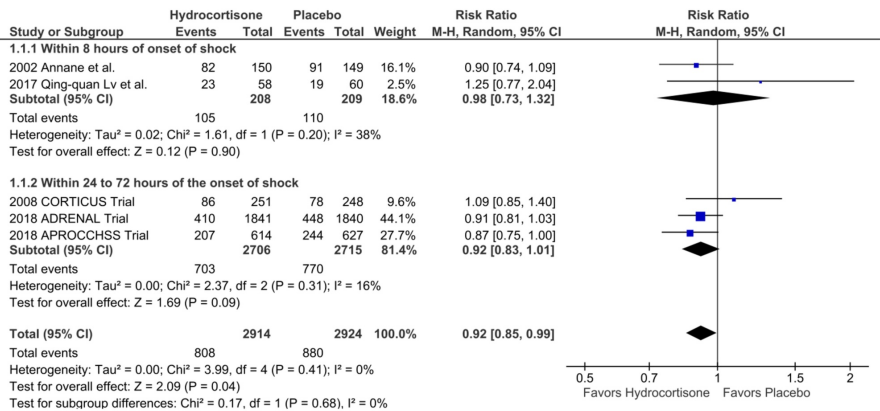 Hydrocortisone Placebo Risk Ratio Risk Ratio
Study or Subgroup Events Total Events Total Weight M-H, Random, 95% CI M-H, Random, 95% CI
1.1.1 Within 8 hours of onset of shock
2002 Annane et al. 82 150 91 149 16.1% 0.90 [0.74, 1.09]
2017 Qing-quan Lv et al. 23 58 19 60 2.5% 1.25 [0.77, 2.04]
Subtotal (95% CI) 208 209 18.6% 0.98 [0.73, 1.32]
Total events 105 110
Heterogeneity: Tau² = 0.02; Chi² = 1.61, df = 1 (P = 0.20); I² = 38%
Test for overall effect: Z = 0.12 (P = 0.90)
1.1.2 Within 24 to 72 hours of the onset of shock
2008 CORTICUS Trial 86 251 78 248 9.6% 1.09 [0.85, 1.40]
2018 ADRENAL Trial 410 1841 448 1840 44.1% 0.91 [0.81, 1.03]
2018 APROCCHSS Trial 207 614 244 627 27.7% 0.87 [0.75, 1.00]
Subtotal (95% CI) 2706 2715 81.4% 0.92 [0.83, 1.01]
Total events 703 770
Heterogeneity: Tau² = 0.00; Chi² = 2.37, df = 2 (P = 0.31); I² = 16%
Test for overall effect: Z = 1.69 (P = 0.09)
Total (95% CI) 2914 2924 100.0% 0.92 [0.85, 0.99]
Total events 808 880
Heterogeneity: Tau² = 0.00; Chi² = 3.99, df = 4 (P = 0.41); I² = 0%
Test for overall effect: Z = 2.09 (P = 0.04)
Test for subgroup differences: Chi² = 0.17, df = 1 (P = 0.68), I² = 0%
0.5 0.7 1 1.5 2
Favors Hydrocortisone Favors Placebo